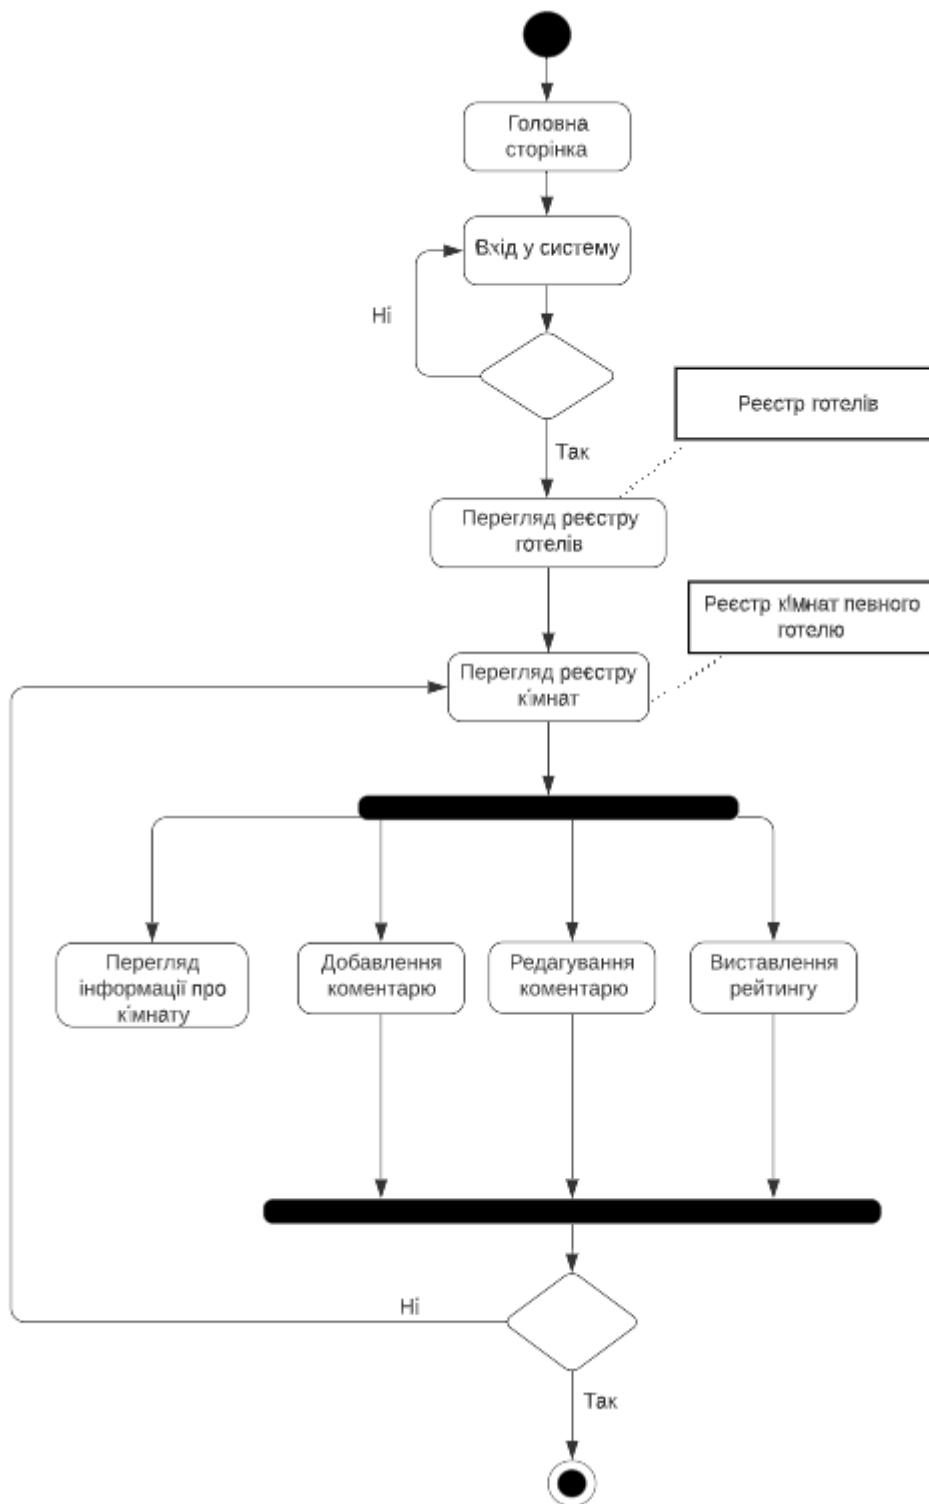 Головна
сторінка
Вхід у систему
Ні
Реєстр готелів
Так
Перегляд реєстру
готелів
Реєстр кімнат певного
готелю
Перегляд реєстру
кімнат
Перегляд
інформації про
кімнату
Добавлення
коментарю
Редагування
коментарю
Виставлення
рейтингу
Ні
Так